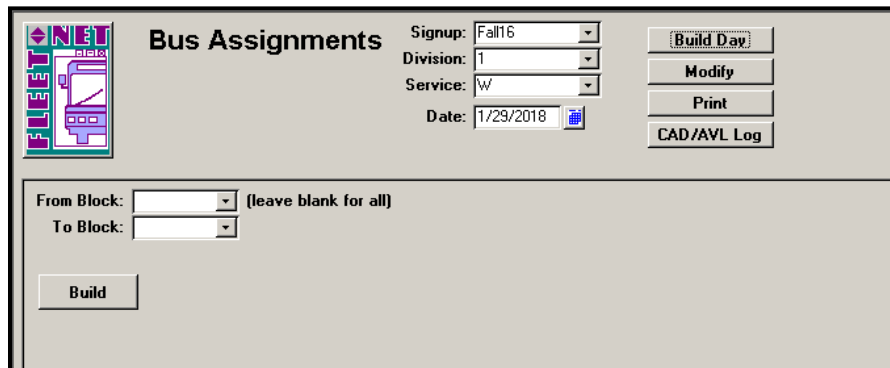 FLEET NET
Bus Assignments
Signup: Fall16
Division: 1
Service: W
Date: 1/29/2018
Build Day
Modify
Print
CAD/AVL Log
From Block: (leave blank for all)
To Block:
Build